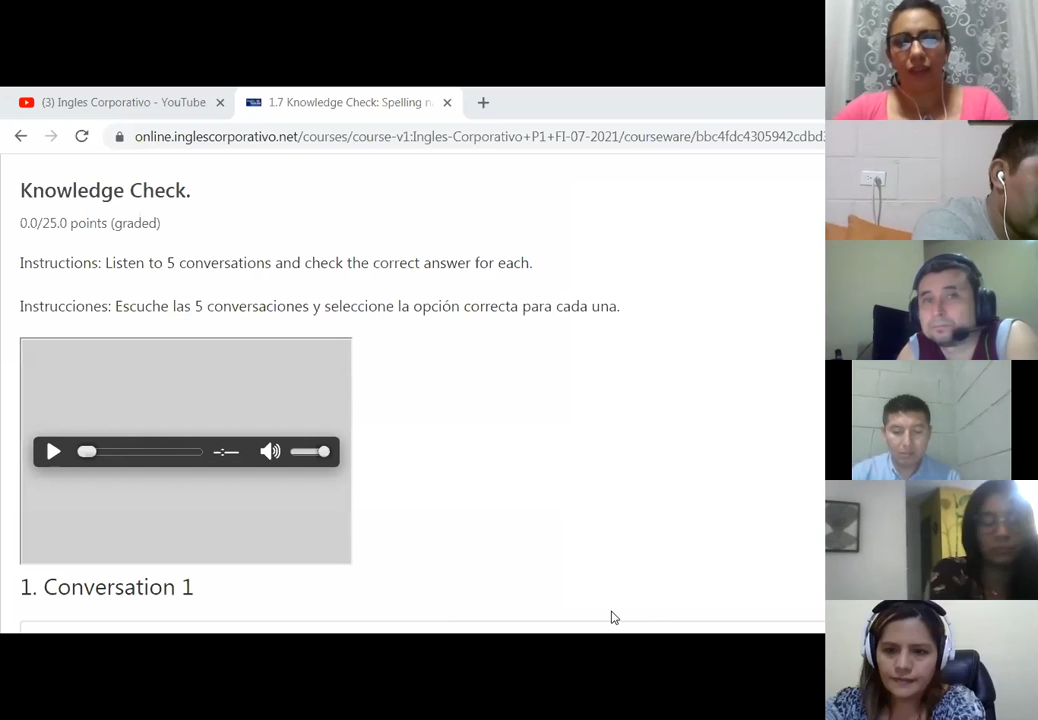 (3) Ingles Corporativo - YouTube
1.7 Knowledge Check: Spelling n
online.inglescorporativo.net/courses/course-v1:Ingles-Corporativo+P1+FI-07-2021/courseware/bbc4fdc4305942cdbd3
Knowledge Check.
0.0/25.0 points (graded)
Instructions: Listen to 5 conversations and check the correct answer for each.
Instrucciones: Escuche las 5 conversaciones y seleccione la opción correcta para cada una.
-:--
1. Conversation 1